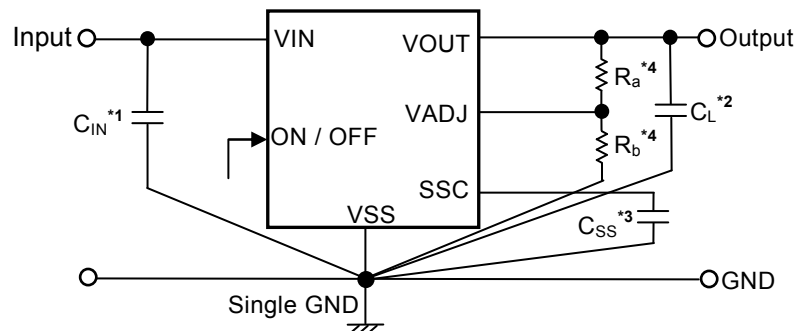 Input
VIN
VOUT
Output
Ra*4
CIN*1
VADJ
CL*2
ON / OFF
Rb*4
SSC
VSS
CSS*3
Single GND
GND